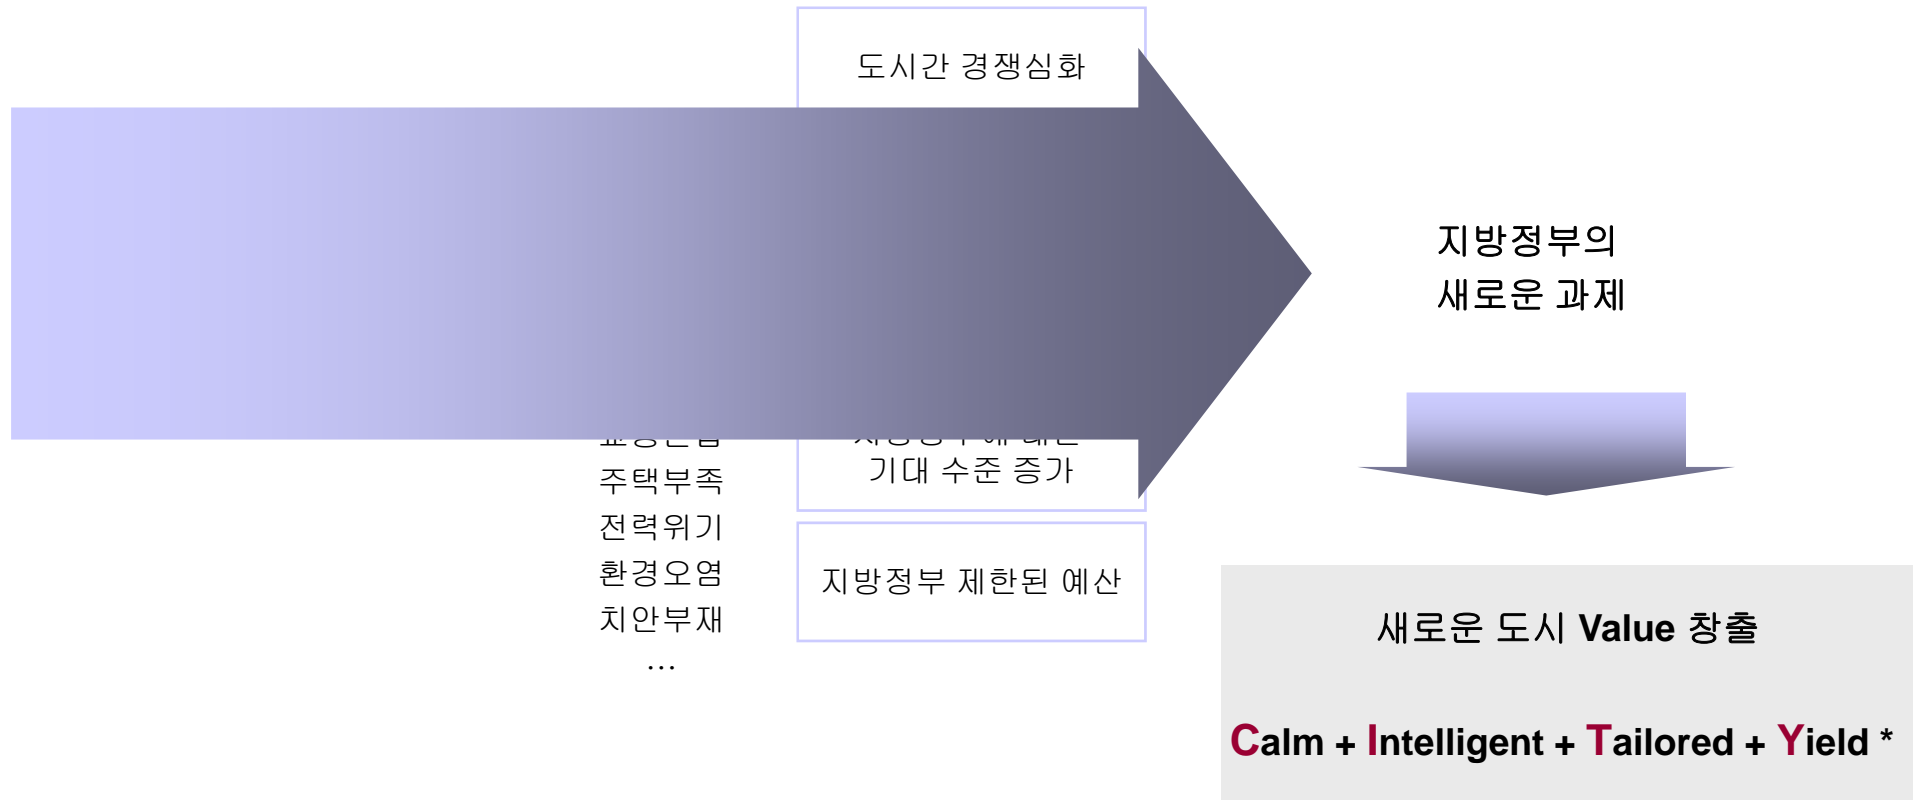 도시간 경쟁심화
지방정부의
새로운 과제
기대 수준 증가
주택부족
전력위기
환경오염
치안부재
...
지방정부 제한된 예산
새로운 도시 Value 창출
Calm + Intelligent + Tailored + Yield *